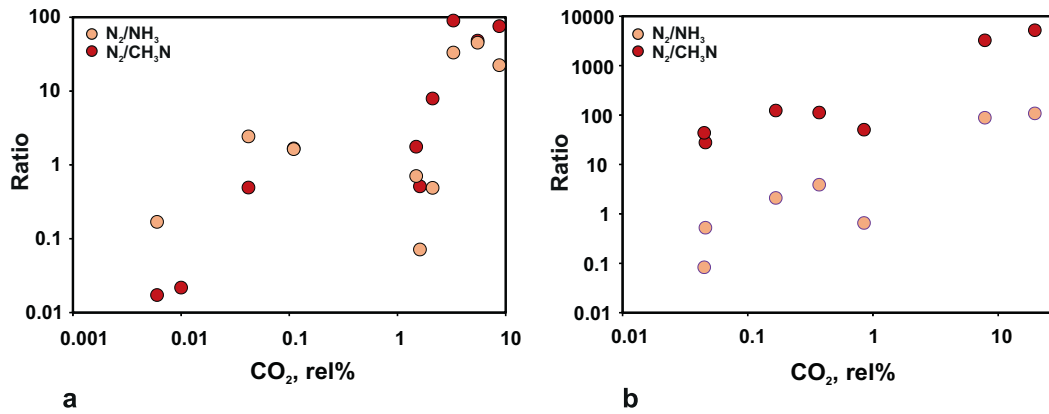 100
10
1
0.1
0.01
Ratio
N₂/NH₃
N₂/CH₃N
0.001 0.01 0.1 1 10
CO₂, rel%
a
10000
1000
100
10
1
0.1
0.01
Ratio
N₂/NH₃
N₂/CH₃N
0.01 0.1 1 10
CO₂, rel%
b